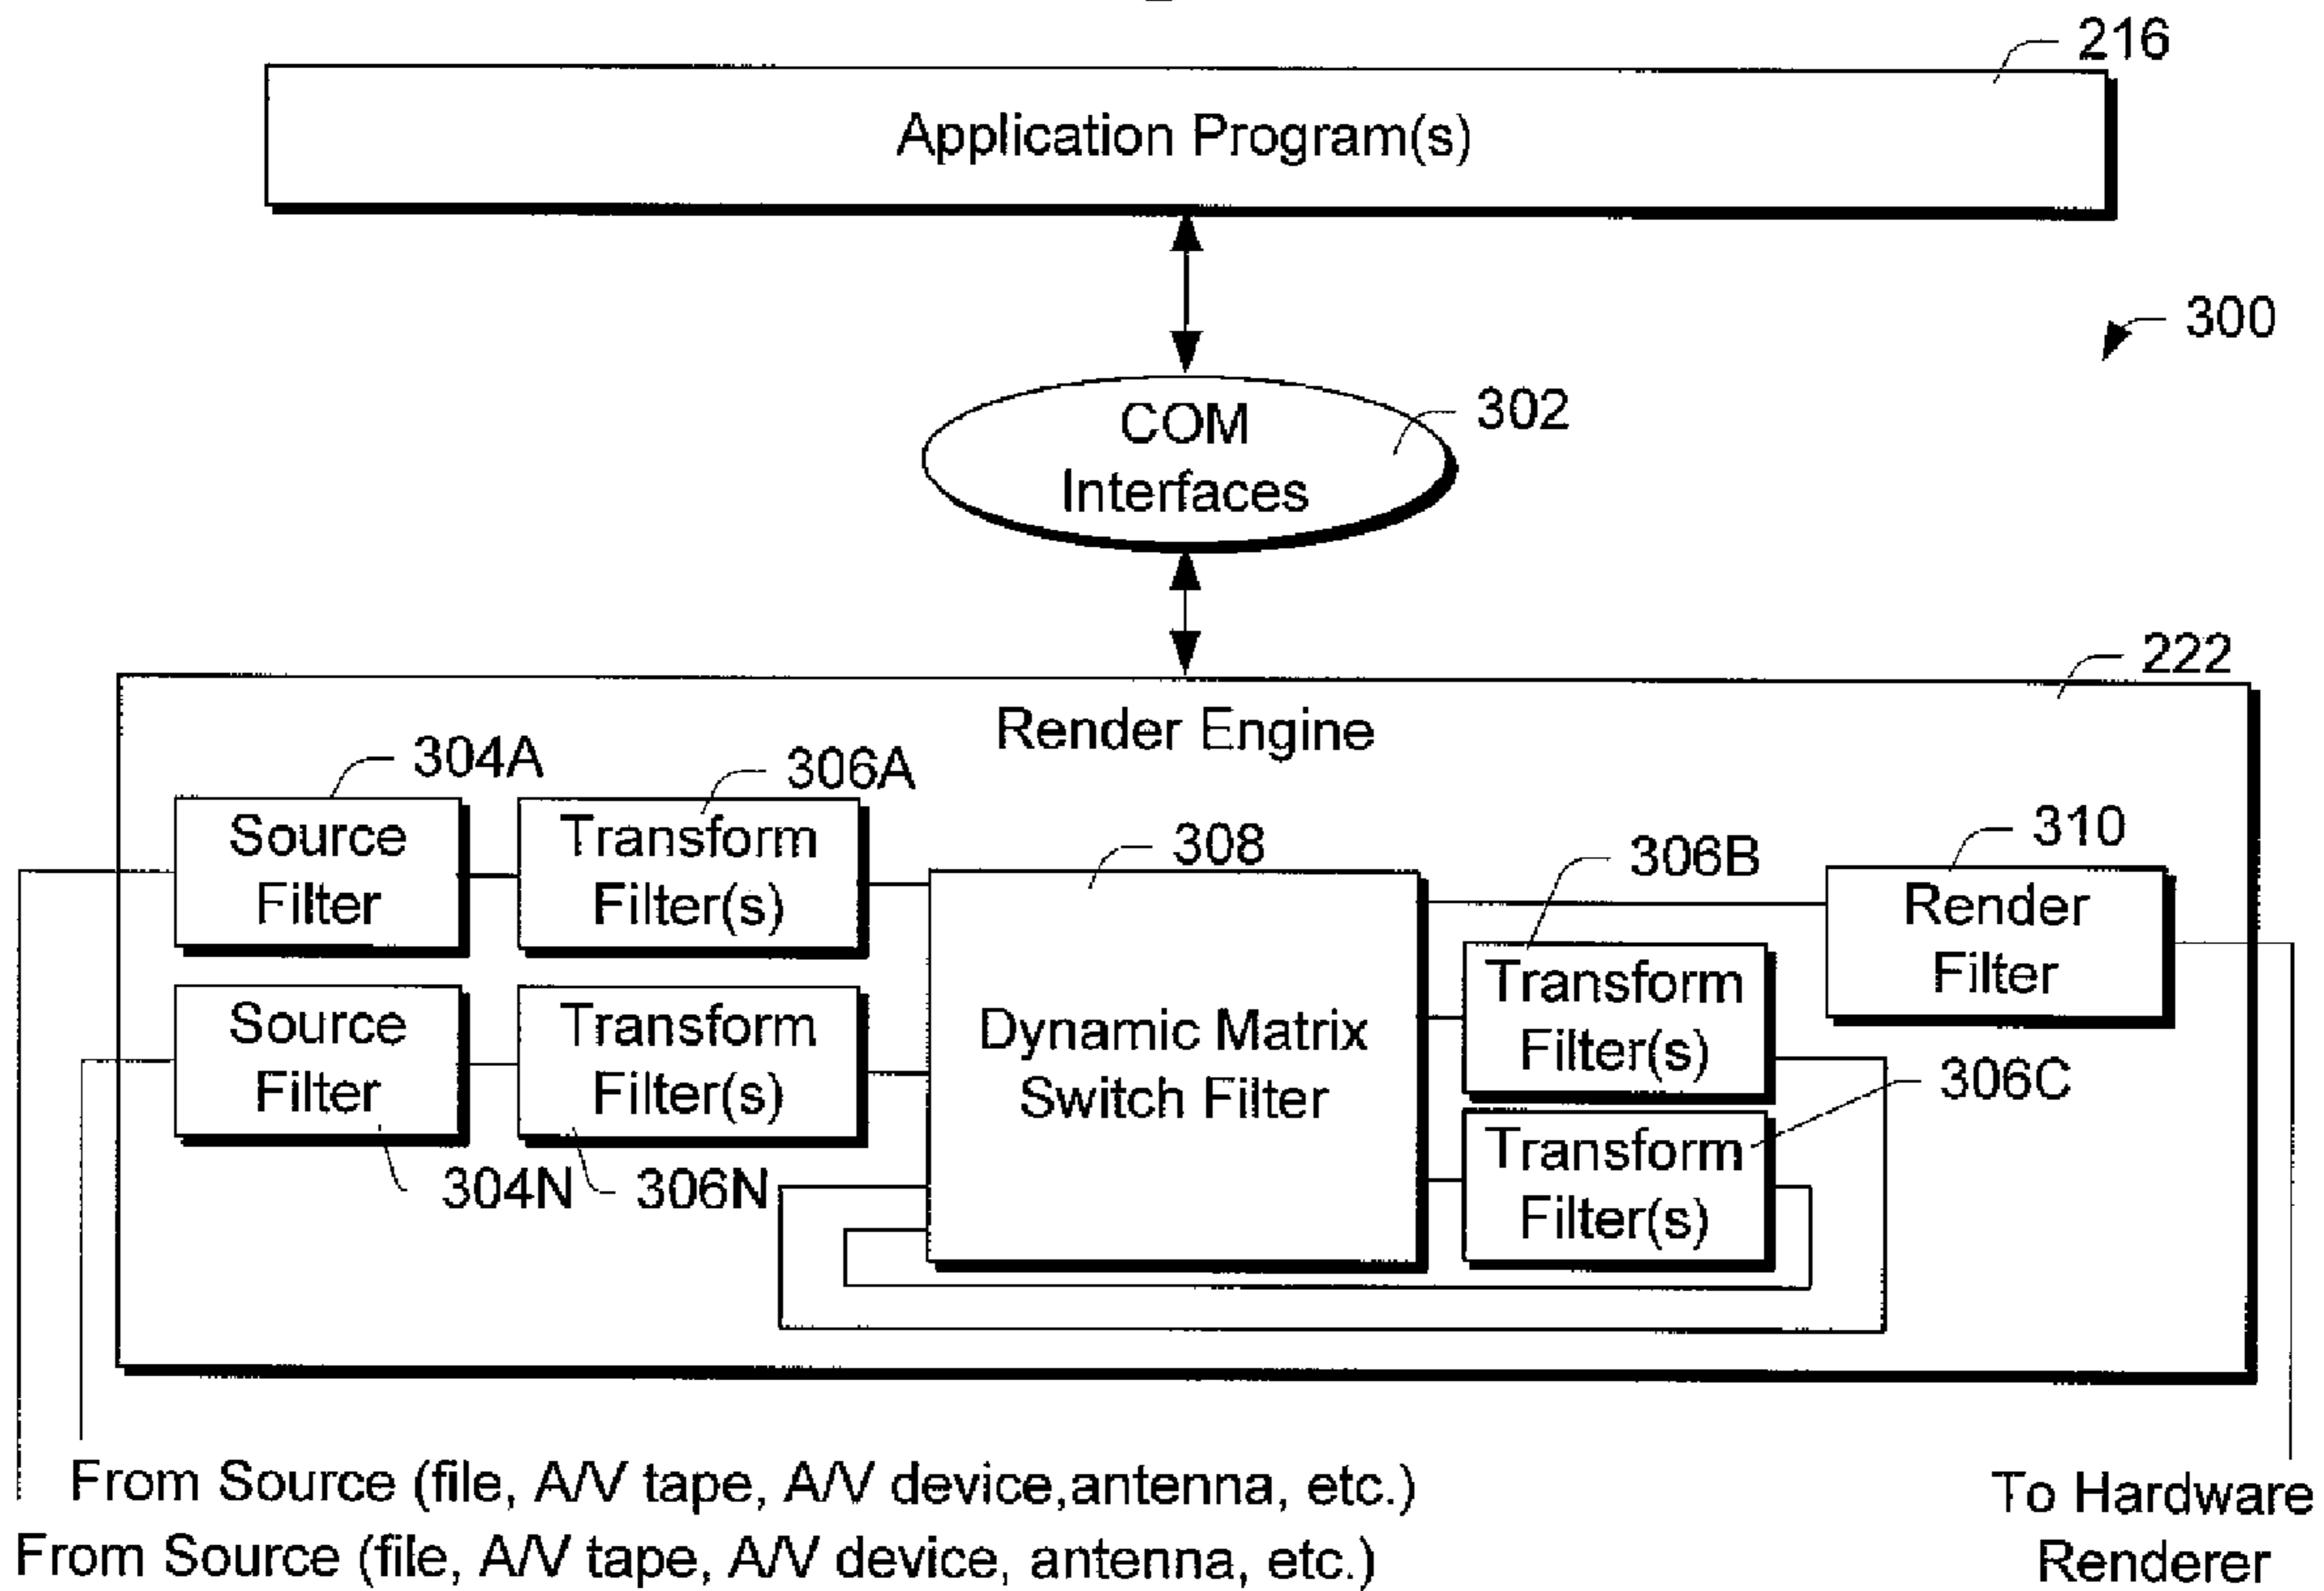 216
Application Program(s)
300
COM
Interfaces
302
222
Render Engine
304A
306A
Source
Filter
Transform
Filter(s)
308
306B
310
Render
Filter
Source
Filter
Transform
Filter(s)
Dynamic Matrix
Switch Filter
Transform
Filter(s)
306C
Transform
Filter(s)
304N
306N
From Source (file, A/V tape, A/V device,antenna, etc.)
From Source (file, A/V tape, A/V device, antenna, etc.)
To Hardware
Renderer